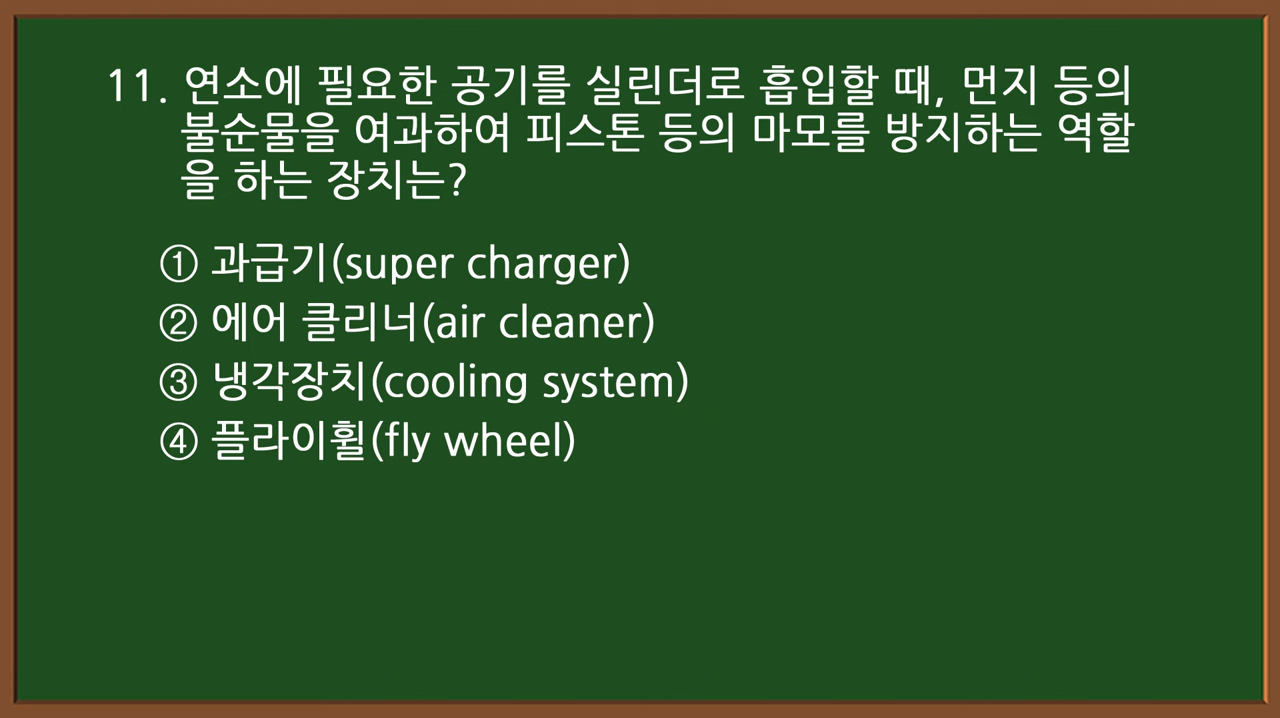 11. 연소에 필요한 공기를 실린더로 흡입할 때, 먼지 등의
불순물을 여과하여 피스톤 등의 마모를 방지하는 역할
을 하는 장치는?
① 과급기(super charger)
② 에어 클리너(air cleaner)
③ 냉각장치(cooling system)
④ 플라이휠(fly wheel)